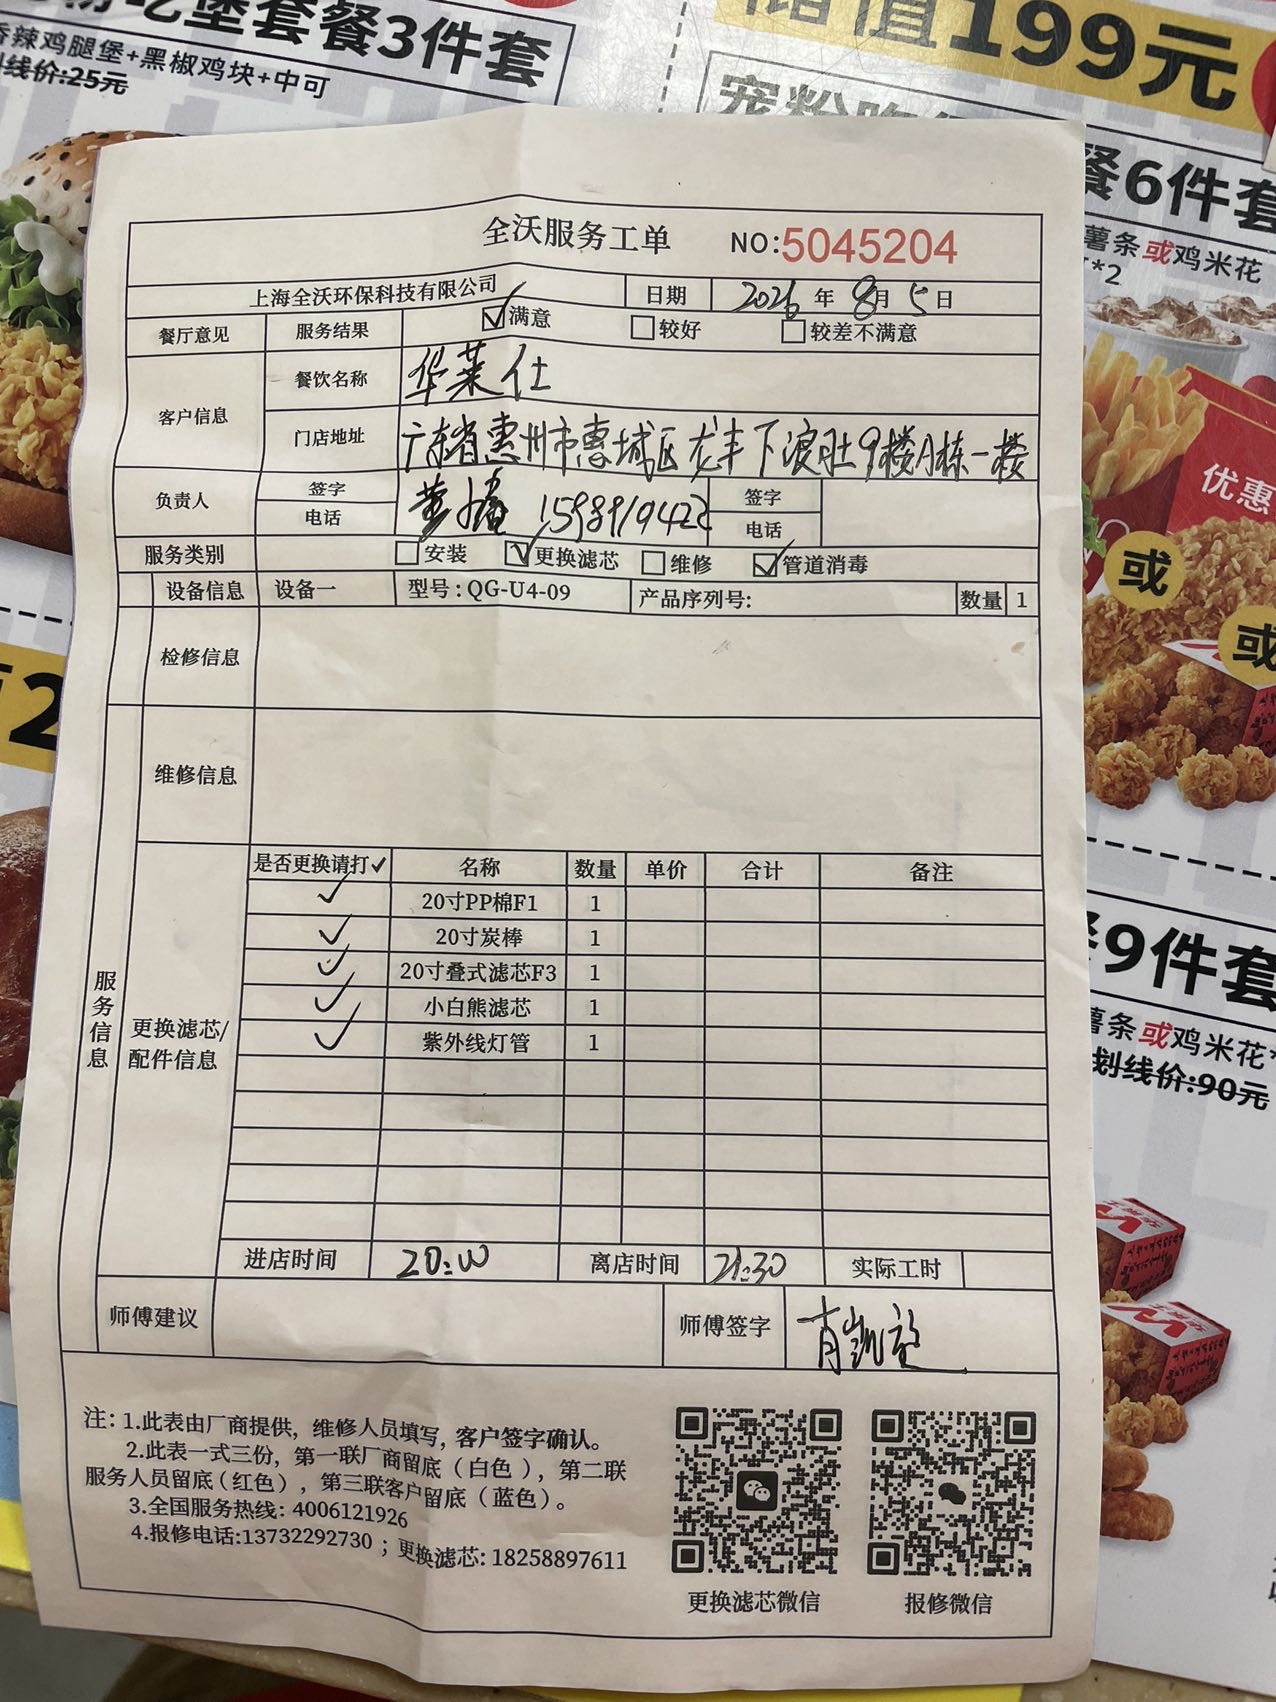 堡套餐3件套
香辣鸡腿堡+黑椒鸡块+中可
划线价:25元
储值199元
宠粉
餐6件套
薯条或鸡米花
*2
优惠
或
或
9件套
薯条或鸡米花*
划线价:90元
全沃服务工单 NO:5045204
上海全沃环保科技有限公司 日期 2026 年 8 月 5 日
餐厅意见 服务结果 ☑满意 □较好 □较差不满意
客户信息 餐饮名称 华莱仕
门店地址 广东省惠州市惠城区龙丰下浪肚9楼A栋一楼
负责人 签字 签字
电话 15989119422 电话
服务类别 □安装 ☑更换滤芯 □维修 ☑管道消毒
设备信息 设备一 型号:QG-U4-09 产品序列号: 数量 1
检修信息
维修信息
服务信息
更换滤芯/
配件信息
是否更换请打✓ 名称 数量 单价 合计 备注
✓ 20寸PP棉F1 1
✓ 20寸炭棒 1
✓ 20寸叠式滤芯F3 1
✓ 小白熊滤芯 1
✓ 紫外线灯管 1
进店时间 20:00 离店时间 21:30 实际工时
师傅建议 师傅签字
注: 1.此表由厂商提供，维修人员填写，客户签字确认。
2.此表一式三份，第一联厂商留底（白色），第二联
服务人员留底(红色)，第三联客户留底（蓝色）。
3.全国服务热线: 4006121926
4.报修电话:13732292730 ；更换滤芯: 18258897611
更换滤芯微信 报修微信